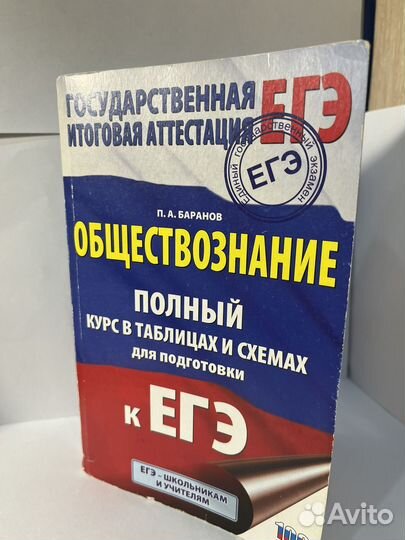 ГОСУДАРСТВЕННАЯ
ИТОГОВАЯ АТТЕСТАЦИЯ
ЕГЭ
ЕДИНЫЙ государственный ЭКЗАМЕН
ЕГЭ
П. А. БАРАНОВ
ОБЩЕСТВОЗНАНИЕ
ПОЛНЫЙ
КУРС В ТАБЛИЦАХ И СХЕМАХ
для подготовки
к ЕГЭ
ЕГЭ – ШКОЛЬНИКАМ
И УЧИТЕЛЯМ
Avito